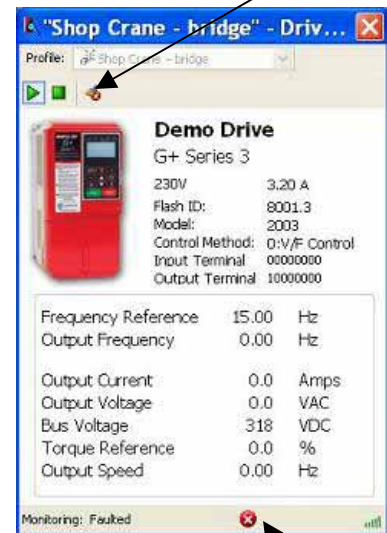 "Shop Crane - bridge" - Driv...
Profile: Shop Crane - bridge
Demo Drive
G+ Series 3
230V 3.20 A
Flash ID: 8001.3
Model: 2003
Control Method: 0:V/F Control
Input Terminal 00000000
Output Terminal 10000000
Frequency Reference 15.00 Hz
Output Frequency 0.00 Hz
Output Current 0.0 Amps
Output Voltage 0.0 VAC
Bus Voltage 318 VDC
Torque Reference 0.0 %
Output Speed 0.00 Hz
Monitoring: Faulted